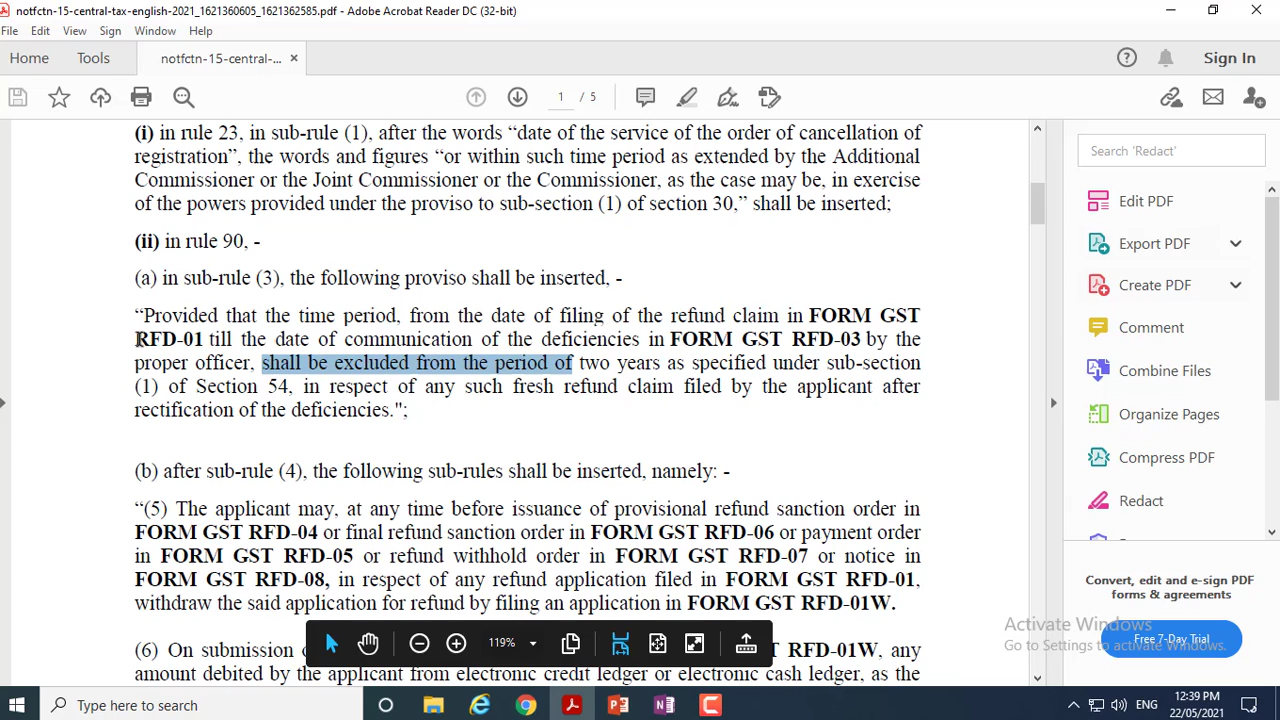 notfctn-15-central-tax-english-2021_1621360605_1621362585.pdf - Adobe Acrobat Reader DC (32-bit)
File Edit View Sign Window Help
Home Tools notfctn-15-central-... ×
Sign In
1 / 5
(i) in rule 23, in sub-rule (1), after the words “date of the service of the order of cancellation of
registration”, the words and figures “or within such time period as extended by the Additional
Commissioner or the Joint Commissioner or the Commissioner, as the case may be, in exercise
of the powers provided under the proviso to sub-section (1) of section 30,” shall be inserted;
(ii) in rule 90, -
(a) in sub-rule (3), the following proviso shall be inserted, -
“Provided that the time period, from the date of filing of the refund claim in FORM GST
RFD-01 till the date of communication of the deficiencies in FORM GST RFD-03 by the
proper officer, shall be excluded from the period of two years as specified under sub-section
(1) of Section 54, in respect of any such fresh refund claim filed by the applicant after
rectification of the deficiencies.";
(b) after sub-rule (4), the following sub-rules shall be inserted, namely: -
“(5) The applicant may, at any time before issuance of provisional refund sanction order in
FORM GST RFD-04 or final refund sanction order in FORM GST RFD-06 or payment order
in FORM GST RFD-05 or refund withhold order in FORM GST RFD-07 or notice in
FORM GST RFD-08, in respect of any refund application filed in FORM GST RFD-01,
withdraw the said application for refund by filing an application in FORM GST RFD-01W.
(6) On submission RFD-01W, any
amount debited by the applicant from electronic credit ledger or electronic cash ledger, as the
119%
Search 'Redact'
Edit PDF
Export PDF
Create PDF
Comment
Combine Files
Organize Pages
Compress PDF
Redact
Convert, edit and e-sign PDF
forms & agreements
Free 7-Day Trial
Activate Windows
Go to Settings to activate Windows.
Type here to search
ENG
12:39 PM
22/05/2021